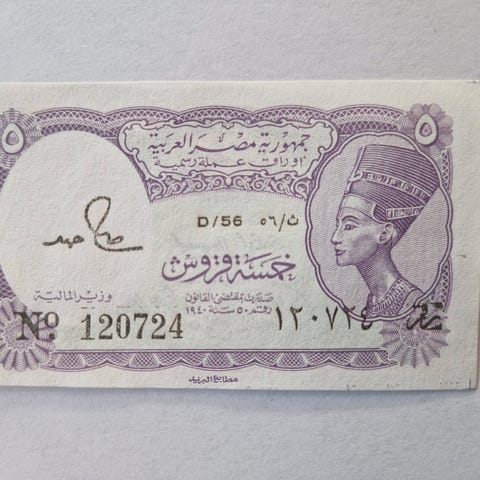 ٥ ٥
جمهورية مصر العربية
أوراق عملة رسمية
D/56 ث/٥٦
خمسة قروش
وزير المالية
صدرت بمقتضى القانون
رقم ٥٠ سنة ١٩٤٠
Nº 120724 ١٢٠٧٢٤
مطابع البريد